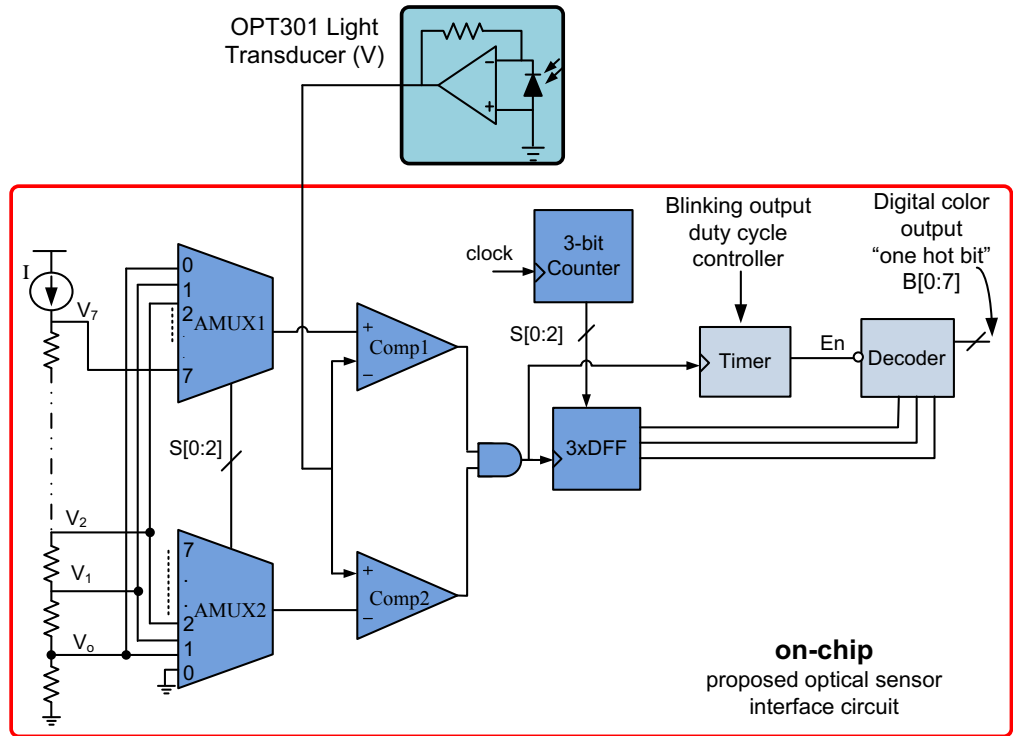 OPT301 Light
Transducer (V)
−
+
Blinking output
duty cycle
controller
Digital color
output
“one hot bit”
B[0:7]
clock
3-bit
Counter
I
V7
0
1
2
.
.
7
AMUX1
+
Comp1
−
S[0:2]
Timer
En
Decoder
S[0:2]
3xDFF
V2
V1
Vo
7
.
.
2
1
0
AMUX2
+
Comp2
−
on-chip
proposed optical sensor
interface circuit